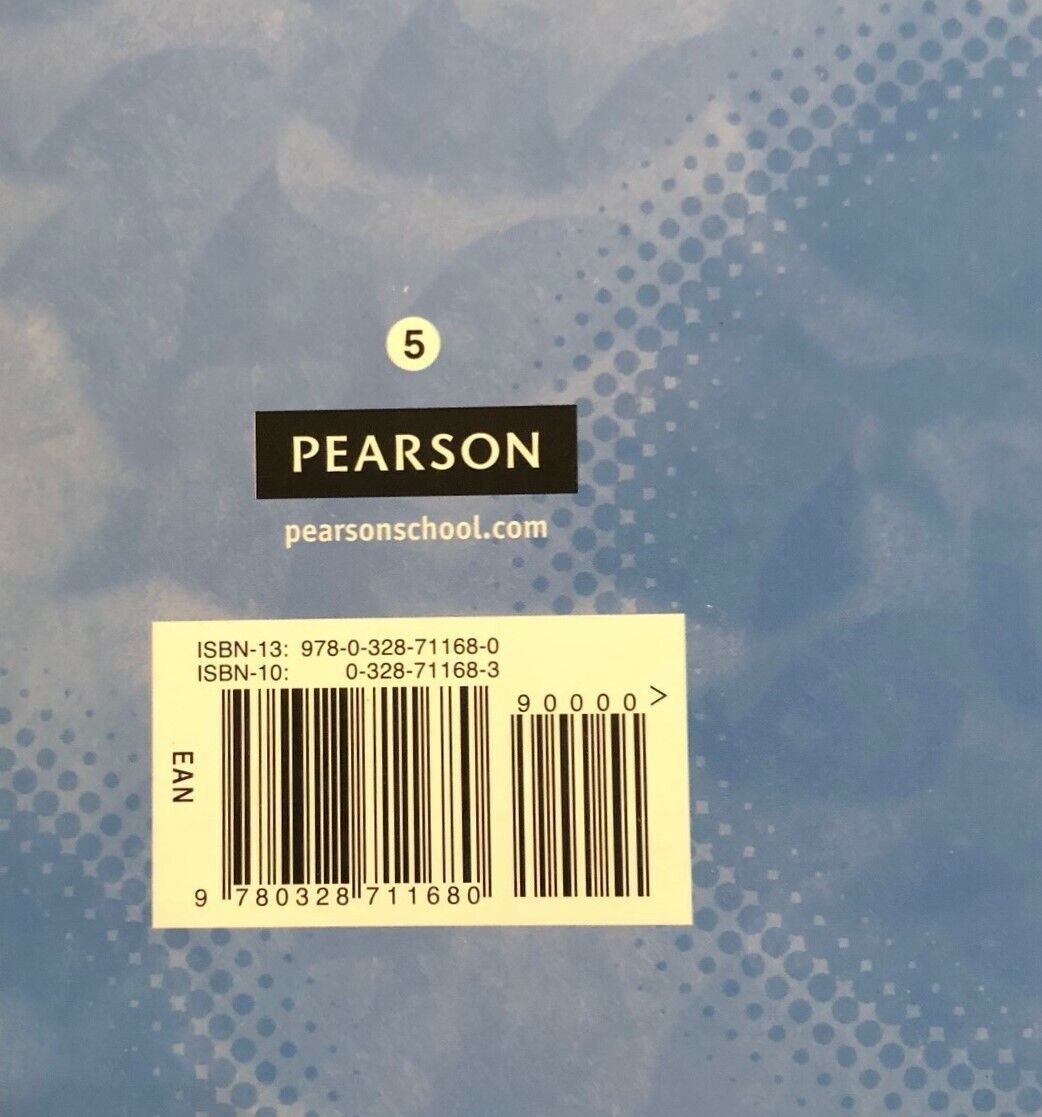 5
PEARSON
pearsonschool.com
ISBN-13: 978-0-328-71168-0
ISBN-10: 0-328-71168-3
90000>
EAN
9 780328 711680